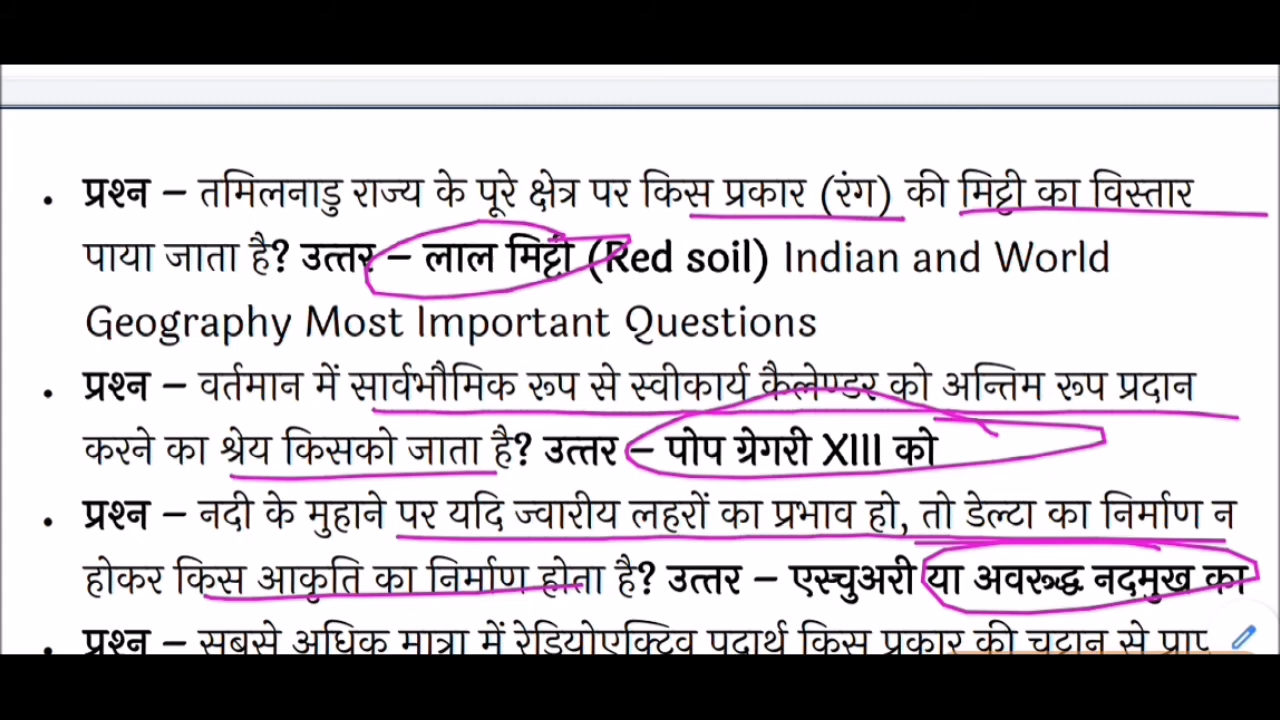 • प्रश्न – तमिलनाडु राज्य के पूरे क्षेत्र पर किस प्रकार (रंग) की मिट्टी का विस्तार
पाया जाता है? उत्तर – लाल मिट्टी (Red soil) Indian and World
Geography Most Important Questions
• प्रश्न – वर्तमान में सार्वभौमिक रूप से स्वीकार्य कैलेण्डर को अन्तिम रूप प्रदान
करने का श्रेय किसको जाता है? उत्तर – पोप ग्रेगरी XIII को
• प्रश्न – नदी के मुहाने पर यदि ज्वारीय लहरों का प्रभाव हो, तो डेल्टा का निर्माण न
होकर किस आकृति का निर्माण होता है? उत्तर – एस्चुअरी या अवरुद्ध नदमुख का
• प्रश्न – सबसे अधिक मात्रा में रेडियोएक्टिव पदार्थ किस प्रकार की चट्टान से